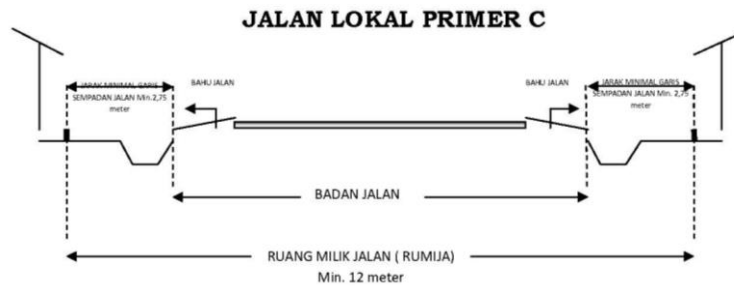 JALAN LOKAL PRIMER C
JARAK MINIMAL GARIS
SEMPADAN JALAN Min.2,75
meter
BAHU JALAN
BAHU JALAN
JARAK MINIMAL GARIS
SEMPADAN JALAN Min. 2,75
meter
BADAN JALAN
RUANG MILIK JALAN ( RUMIJA)
Min. 12 meter